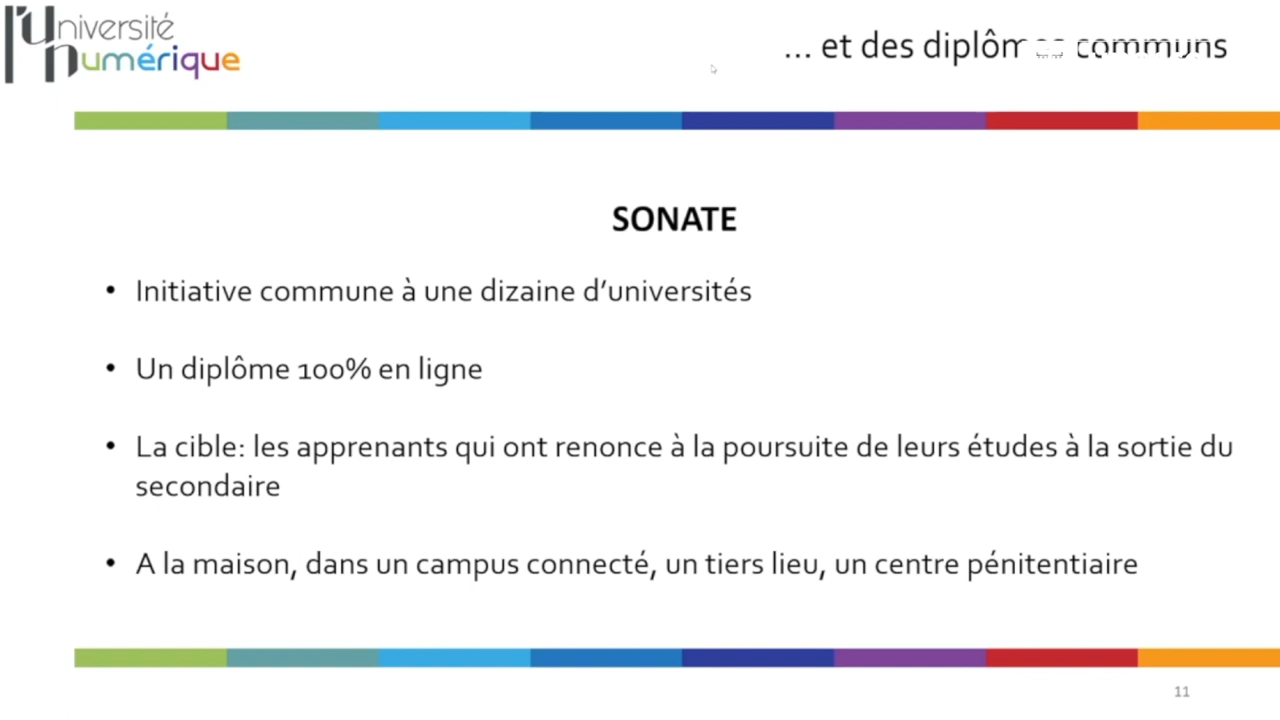 l'Université
numérique
... et des diplômes communs
SONATE
• Initiative commune à une dizaine d'universités
• Un diplôme 100% en ligne
• La cible: les apprenants qui ont renonce à la poursuite de leurs études à la sortie du
secondaire
• A la maison, dans un campus connecté, un tiers lieu, un centre pénitentiaire
11